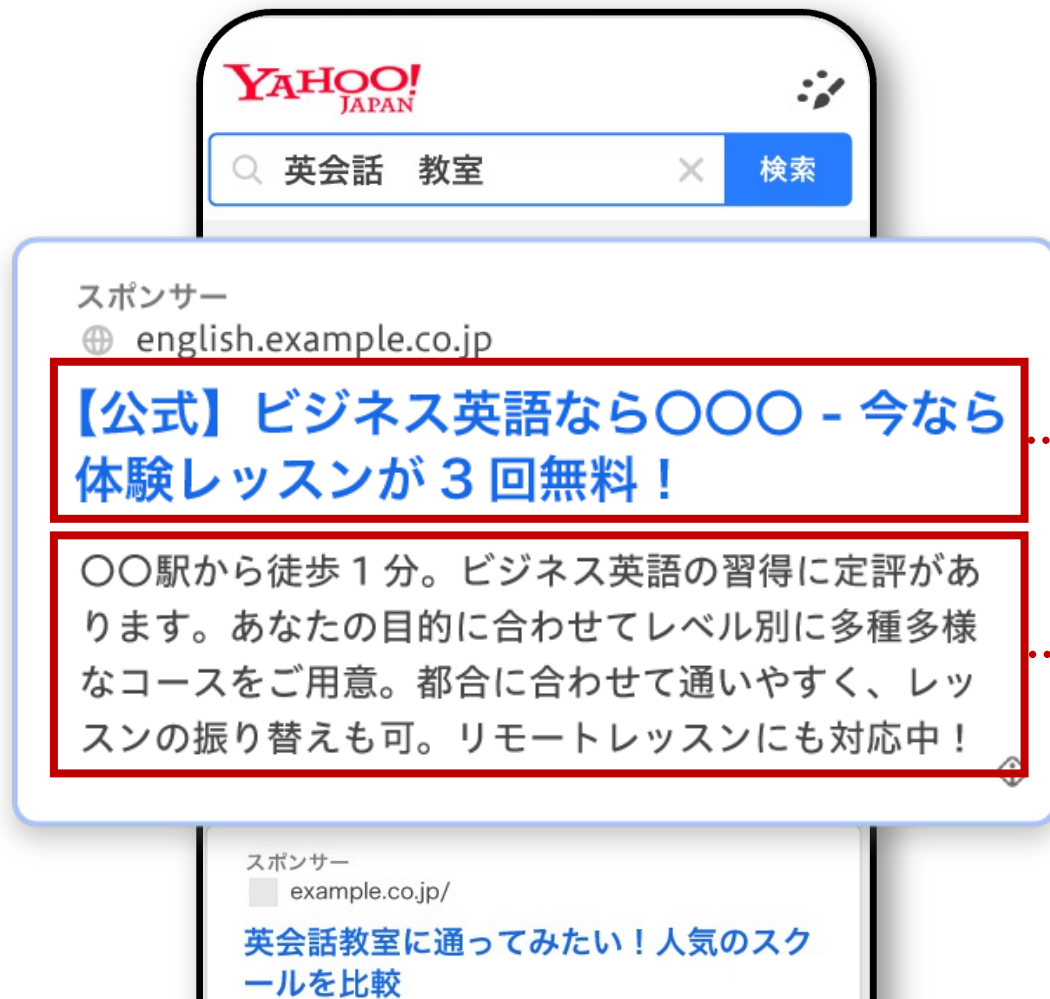 YAHOO!
JAPAN
英会話　教室
検索
スポンサー
english.example.co.jp
【公式】ビジネス英語なら〇〇〇 - 今なら
体験レッスンが 3 回無料！
〇〇駅から徒歩 1 分。ビジネス英語の習得に定評があ
ります。あなたの目的に合わせてレベル別に多種多様
なコースをご用意。都合に合わせて通いやすく、レッ
スンの振り替えも可。リモートレッスンにも対応中！
スポンサー
example.co.jp/
英会話教室に通ってみたい！人気のスク
ールを比較